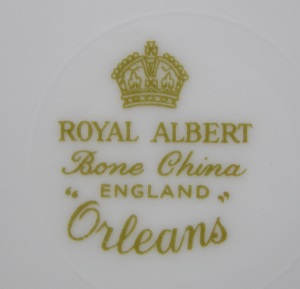 ROYAL ALBERT
Bone China
ENGLAND
"Orleans"